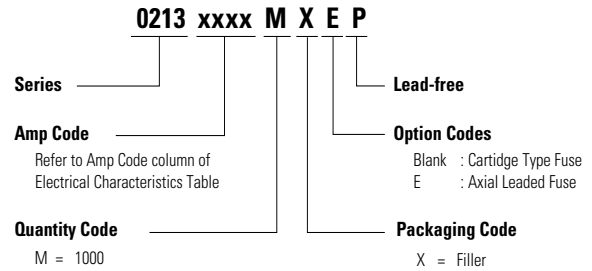 0213 xxxx M X E P
Series
Lead-free
Amp Code
Refer to Amp Code column of
Electrical Characteristics Table
Option Codes
Blank : Cartidge Type Fuse
E : Axial Leaded Fuse
Quantity Code
M = 1000
Packaging Code
X = Filler